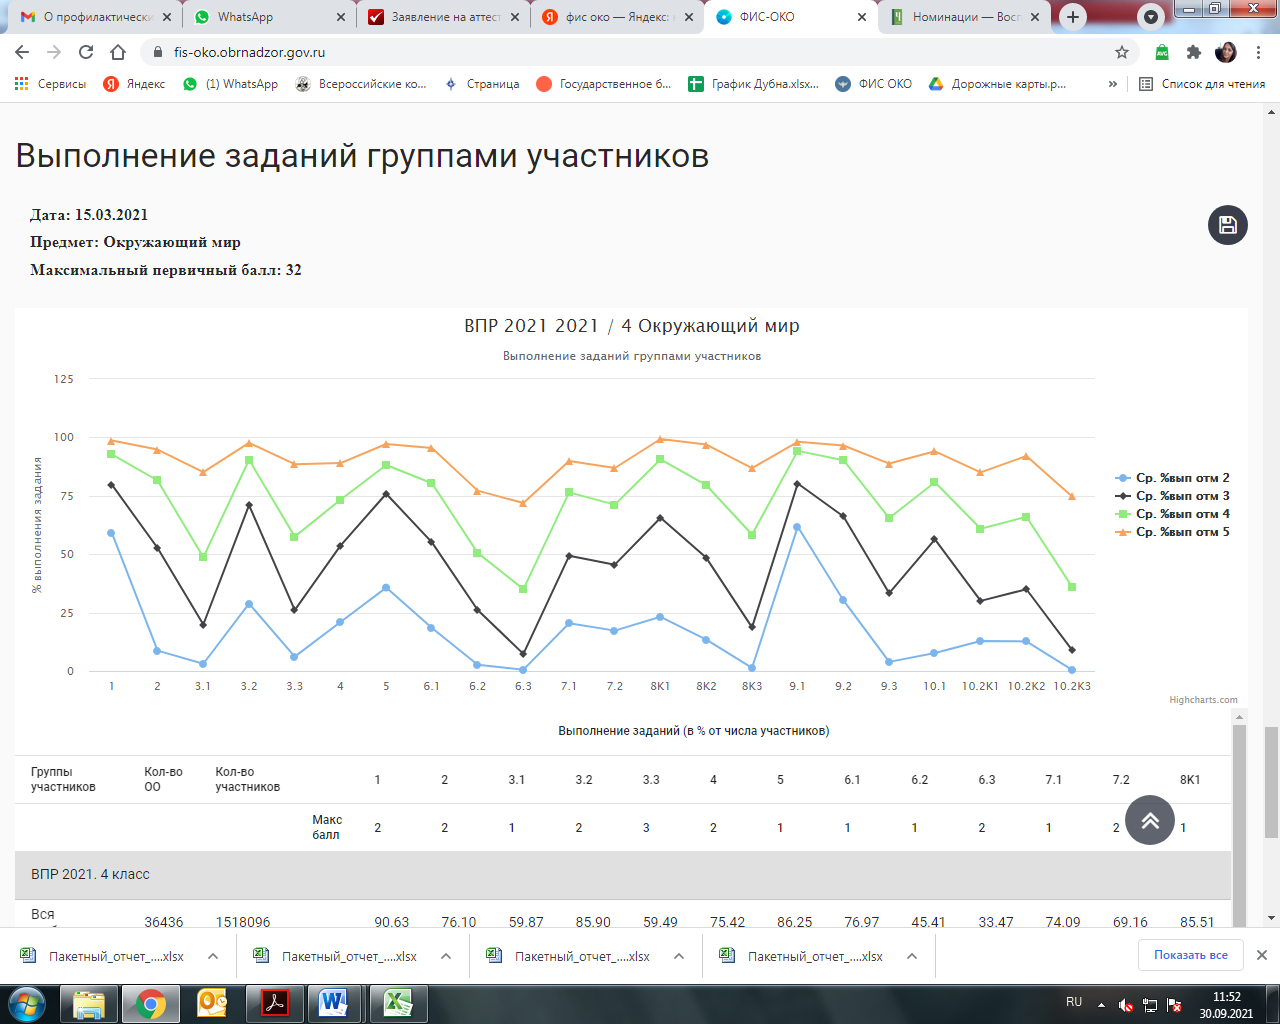 О профилактически
WhatsApp
Заявление на аттест
фис око — Яндекс:
ФИС-ОКО
Номинации — Восп
fis-oko.obrnadzor.gov.ru
Сервисы
Яндекс
(1) WhatsApp
Всероссийские ко...
Страница
Государственное б...
График Дубна.xlsx...
ФИС ОКО
Дорожные карты.р...
»
Список для чтения
Выполнение заданий группами участников
Дата: 15.03.2021
Предмет: Окружающий мир
Максимальный первичный балл: 32
ВПР 2021 2021 / 4 Окружающий мир
Выполнение заданий группами участников
% выполнения задания
125
100
75
50
25
0
1 2 3.1 3.2 3.3 4 5 6.1 6.2 6.3 7.1 7.2 8К1 8К2 8К3 9.1 9.2 9.3 10.1 10.2К1 10.2К2 10.2К3
Ср. %вып отм 2
Ср. %вып отм 3
Ср. %вып отм 4
Ср. %вып отм 5
Highcharts.com
Выполнение заданий (в % от числа участников)
Группы участников Кол-во ОО Кол-во участников 1 2 3.1 3.2 3.3 4 5 6.1 6.2 6.3 7.1 7.2 8К1
Макс балл 2 2 1 2 3 2 1 1 1 2 1 2 1
ВПР 2021. 4 класс
Вся 36436 1518096 90,63 76,10 59,87 85,90 59,49 75,42 86,25 76,97 45,41 33,47 74,09 69,16 85,51
Пакетный_отчет_....xlsx
Пакетный_отчет_....xlsx
Пакетный_отчет_....xlsx
Пакетный_отчет_....xlsx
Показать все
RU
11:52
30.09.2021